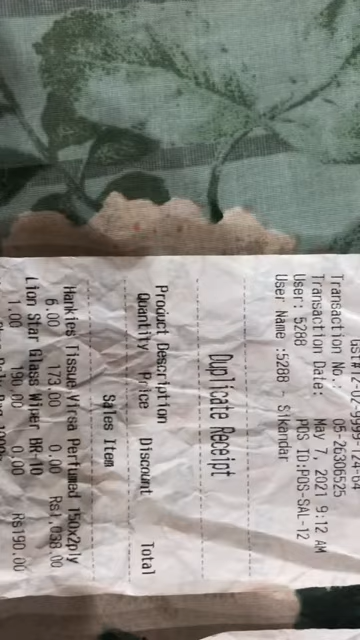 Transaction No.: 05-26306525
Transaction Date: May 7, 2021 9:12 AM
User: 5288 POS ID:POS-SAL-12
User Name :5288 - Sikandar
Duplicate Receipt
Product Description
Quantity Price Discount Total
Sales Item
Hankies Tissue Virea Perfumed 150x2ply
6.00 173.00 0.00 Rs1,038.00
Lion Star Glass Wiper BR-10
1.00 190.00 0.00 Rs190.00